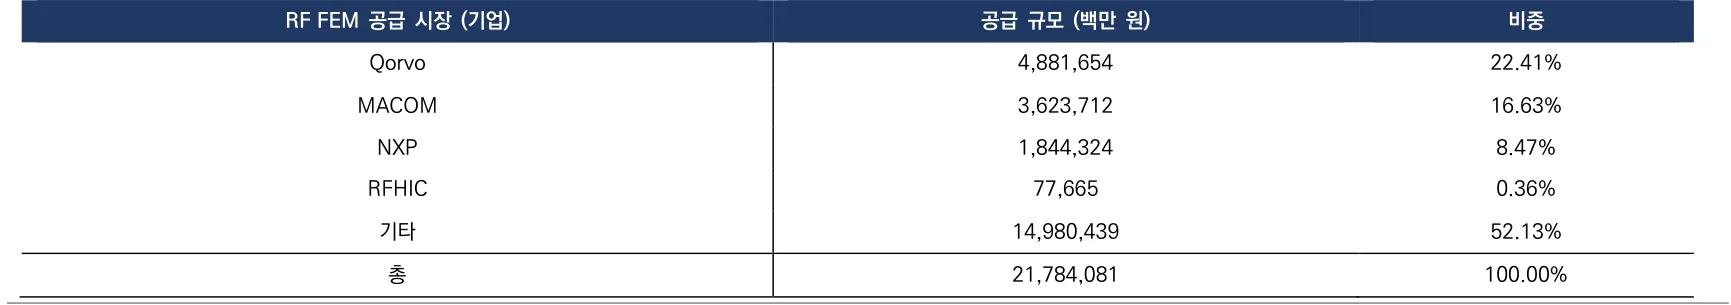 RF FEM 공급 시장 (기업) 공급 규모 (백만 원) 비중
Qorvo 4,881,654 22.41%
MACOM 3,623,712 16.63%
NXP 1,844,324 8.47%
RFHIC 77,665 0.36%
기타 14,980,439 52.13%
총 21,784,081 100.00%